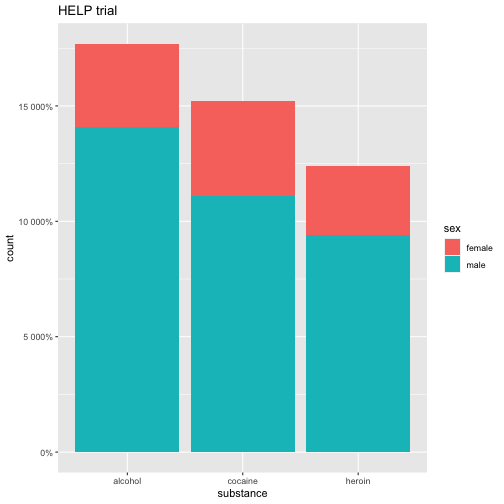 HELP trial
15 000%
10 000%
5 000%
0%
count
alcohol
cocaine
heroin
substance
sex
female
male